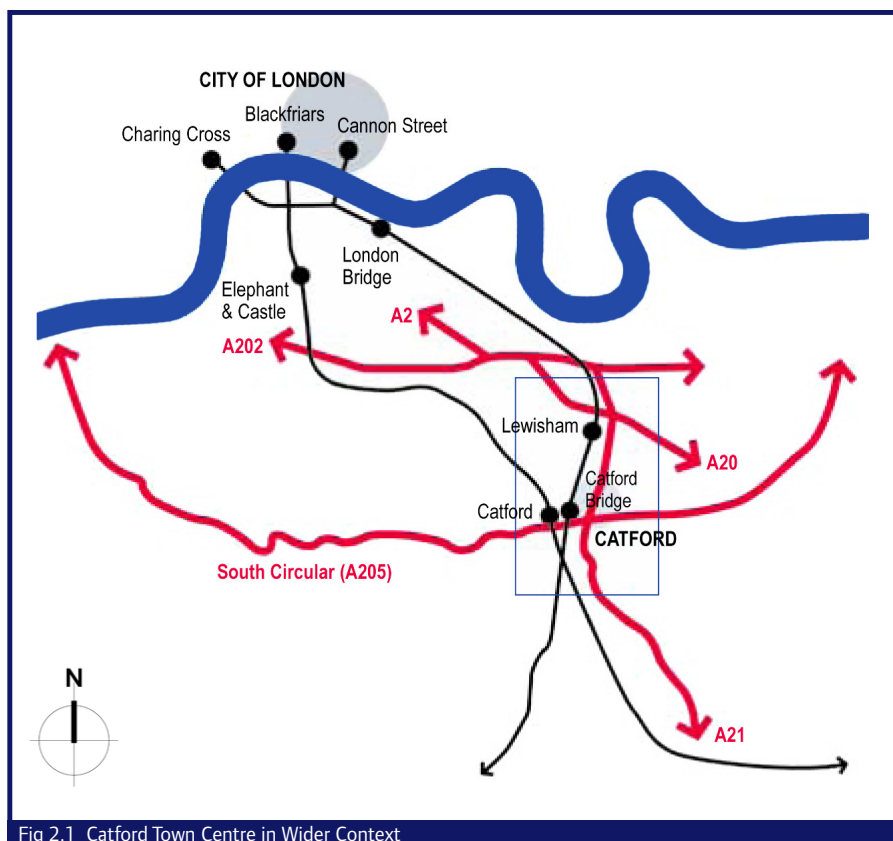 CITY OF LONDON
Blackfriars
Charing Cross
Cannon Street
London
Bridge
Elephant
& Castle
A2
A202
Lewisham
A20
Catford
Bridge
Catford
CATFORD
South Circular (A205)
N
A21
Fig 2.1 Catford Town Centre in Wider Context